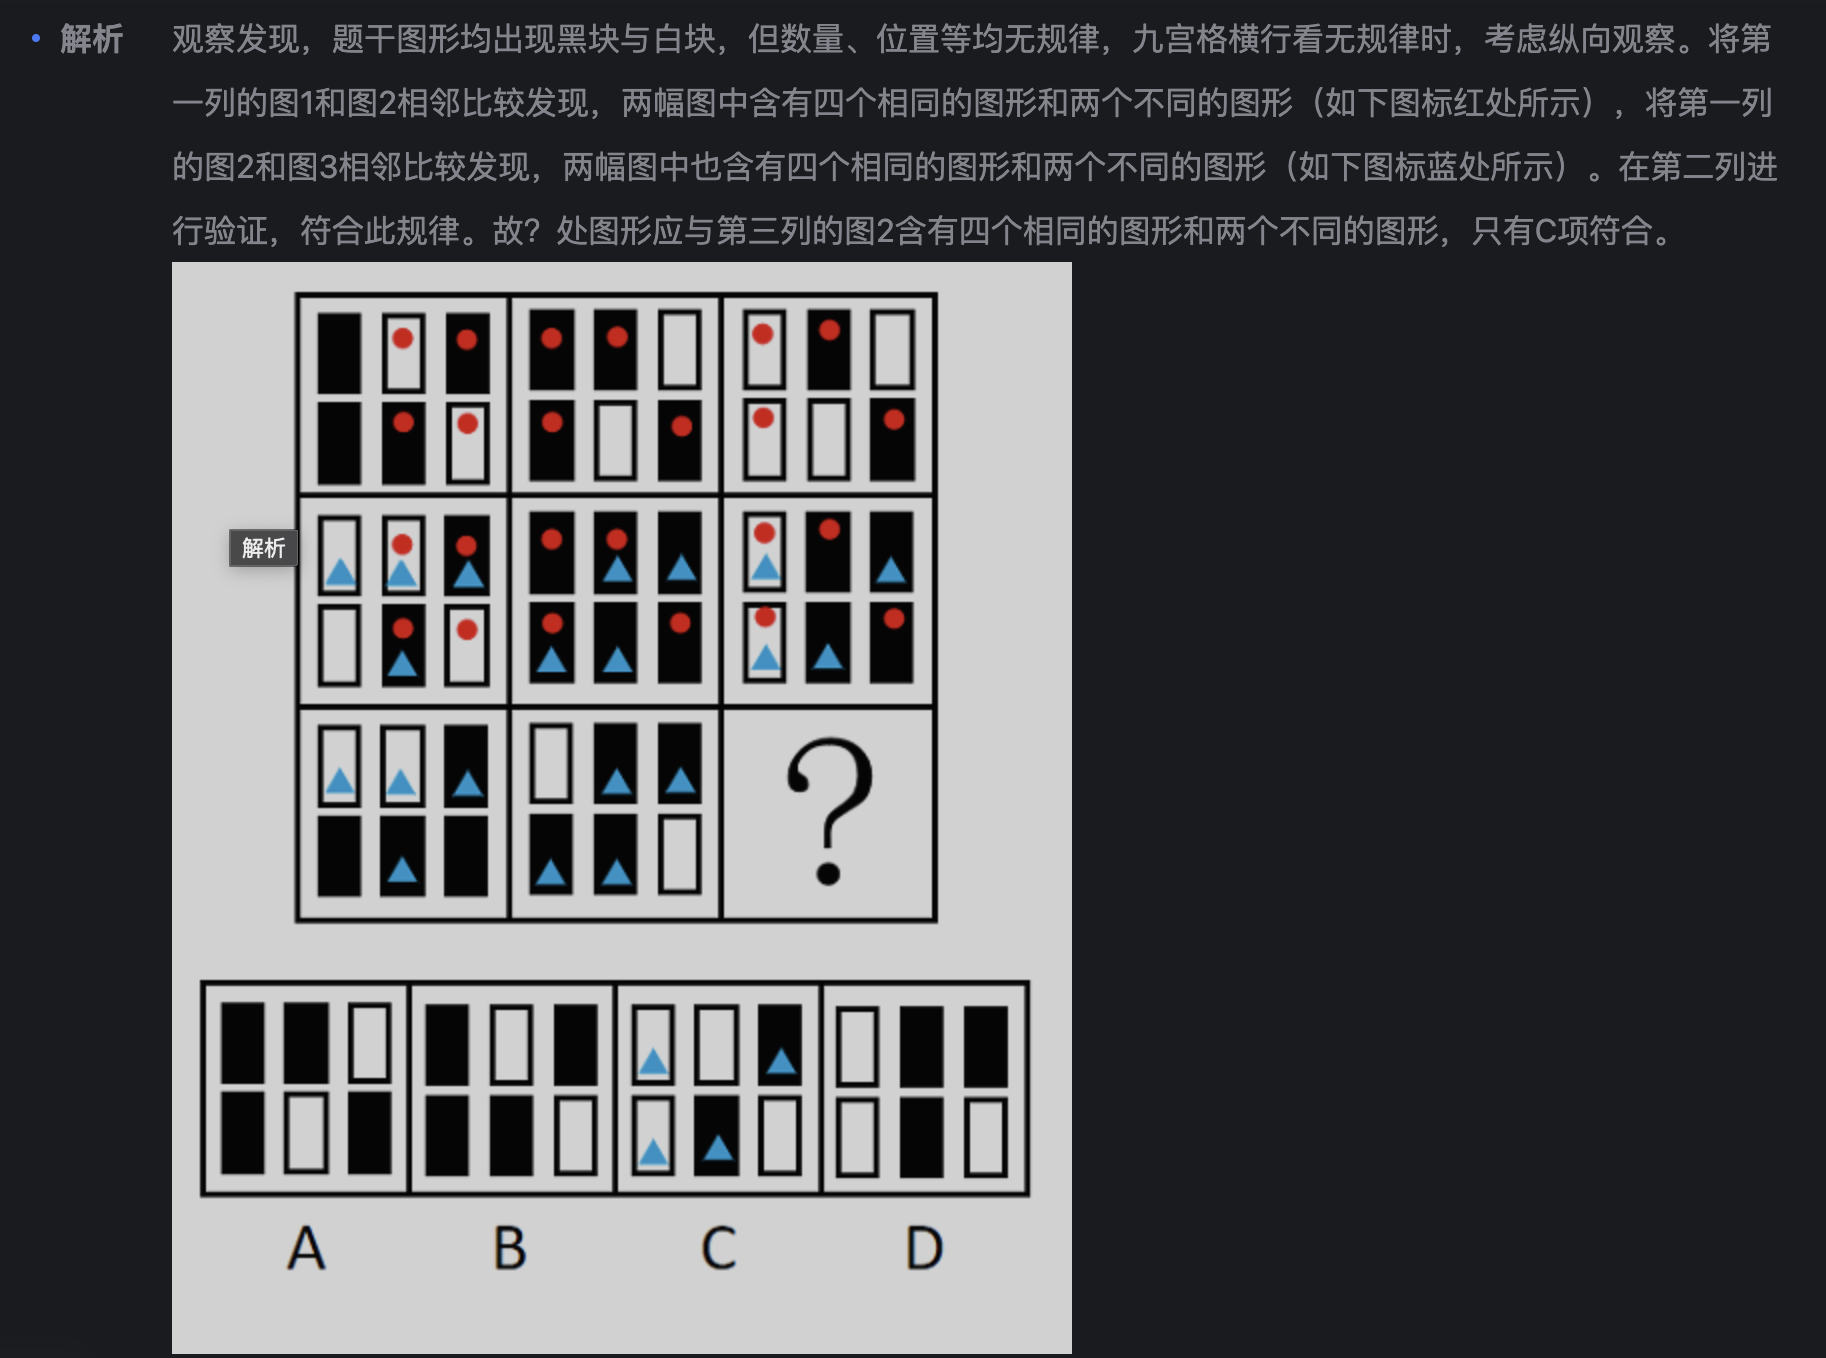 解析 观察发现，题干图形均出现黑块与白块，但数量、位置等均无规律，九宫格横行看无规律时，考虑纵向观察。将第
一列的图1和图2相邻比较发现，两幅图中含有四个相同的图形和两个不同的图形（如下图标红处所示），将第一列
的图2和图3相邻比较发现，两幅图中也含有四个相同的图形和两个不同的图形（如下图标蓝处所示）。在第二列进
行验证，符合此规律。故？处图形应与第三列的图2含有四个相同的图形和两个不同的图形，只有C项符合。
解析
?
A B C D